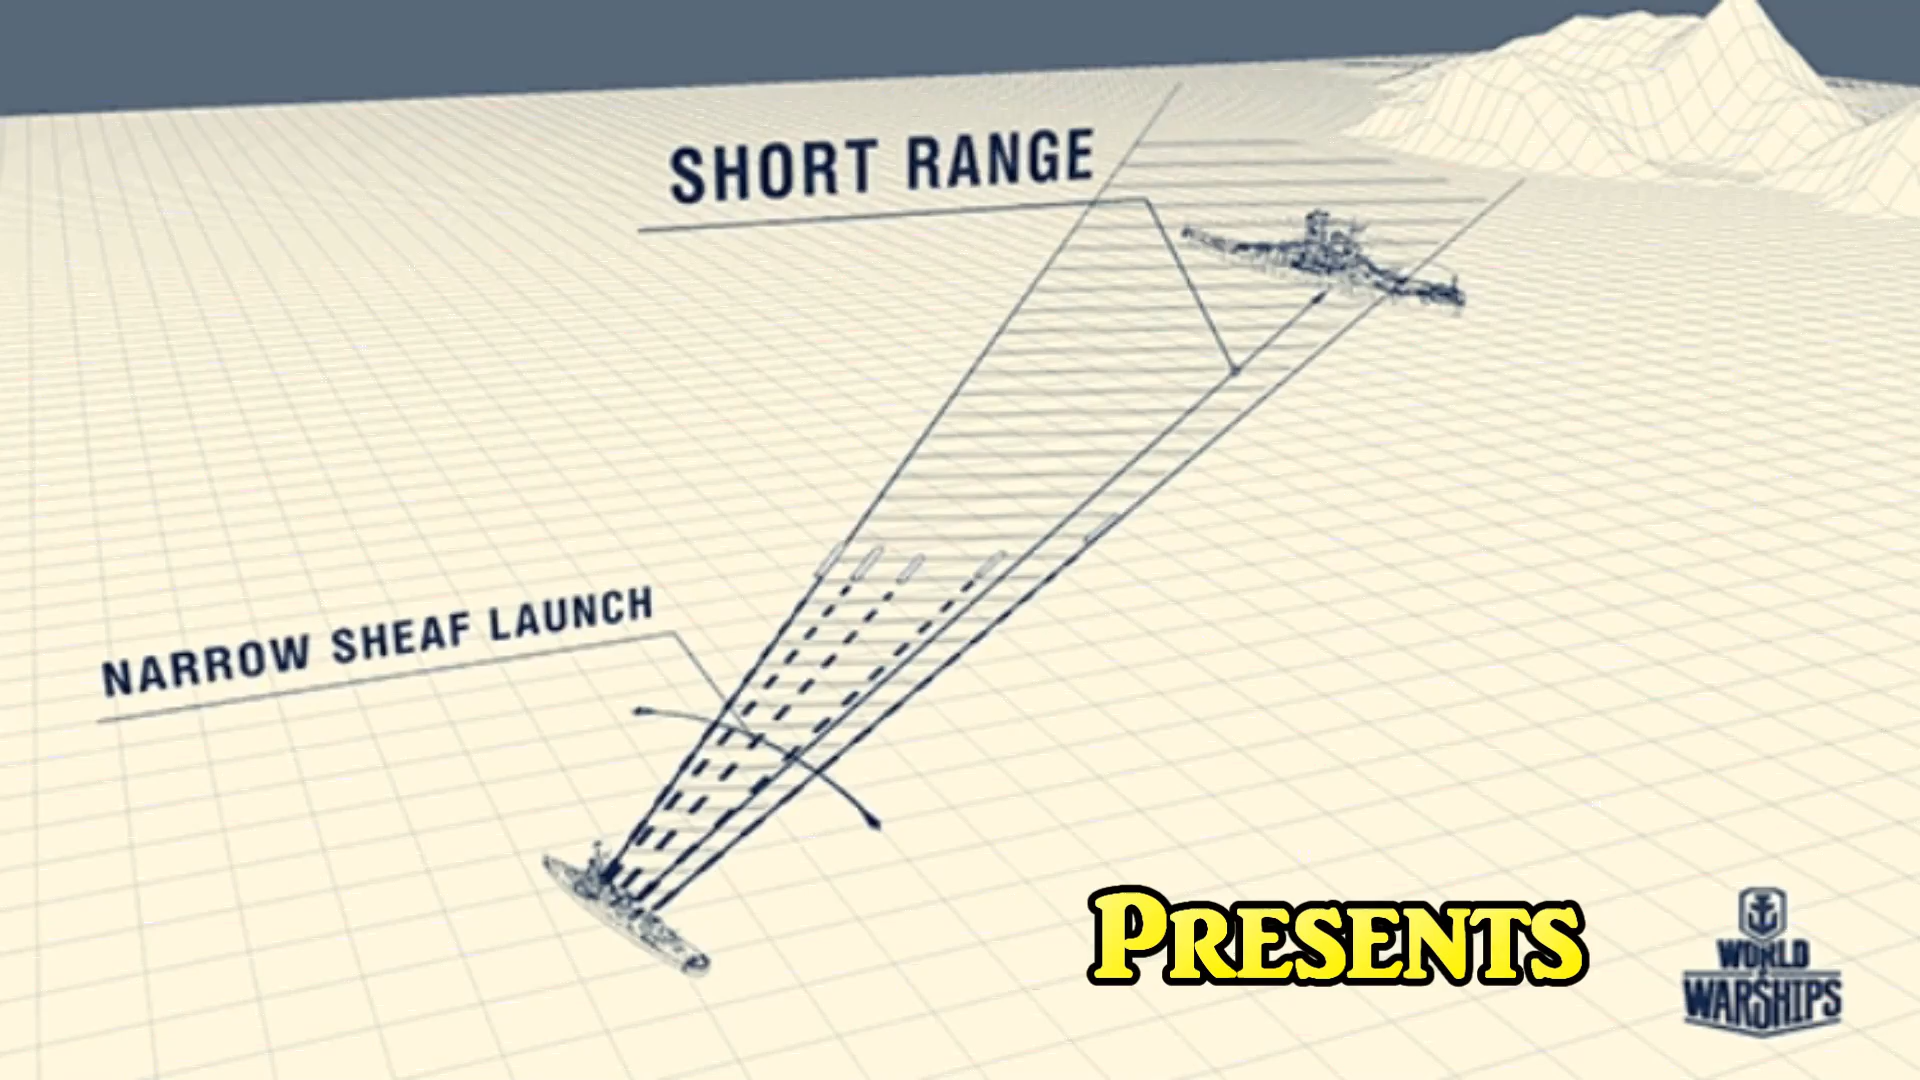 SHORT RANGE
NARROW SHEAF LAUNCH
PRESENTS
WORLD
WARSHIPS